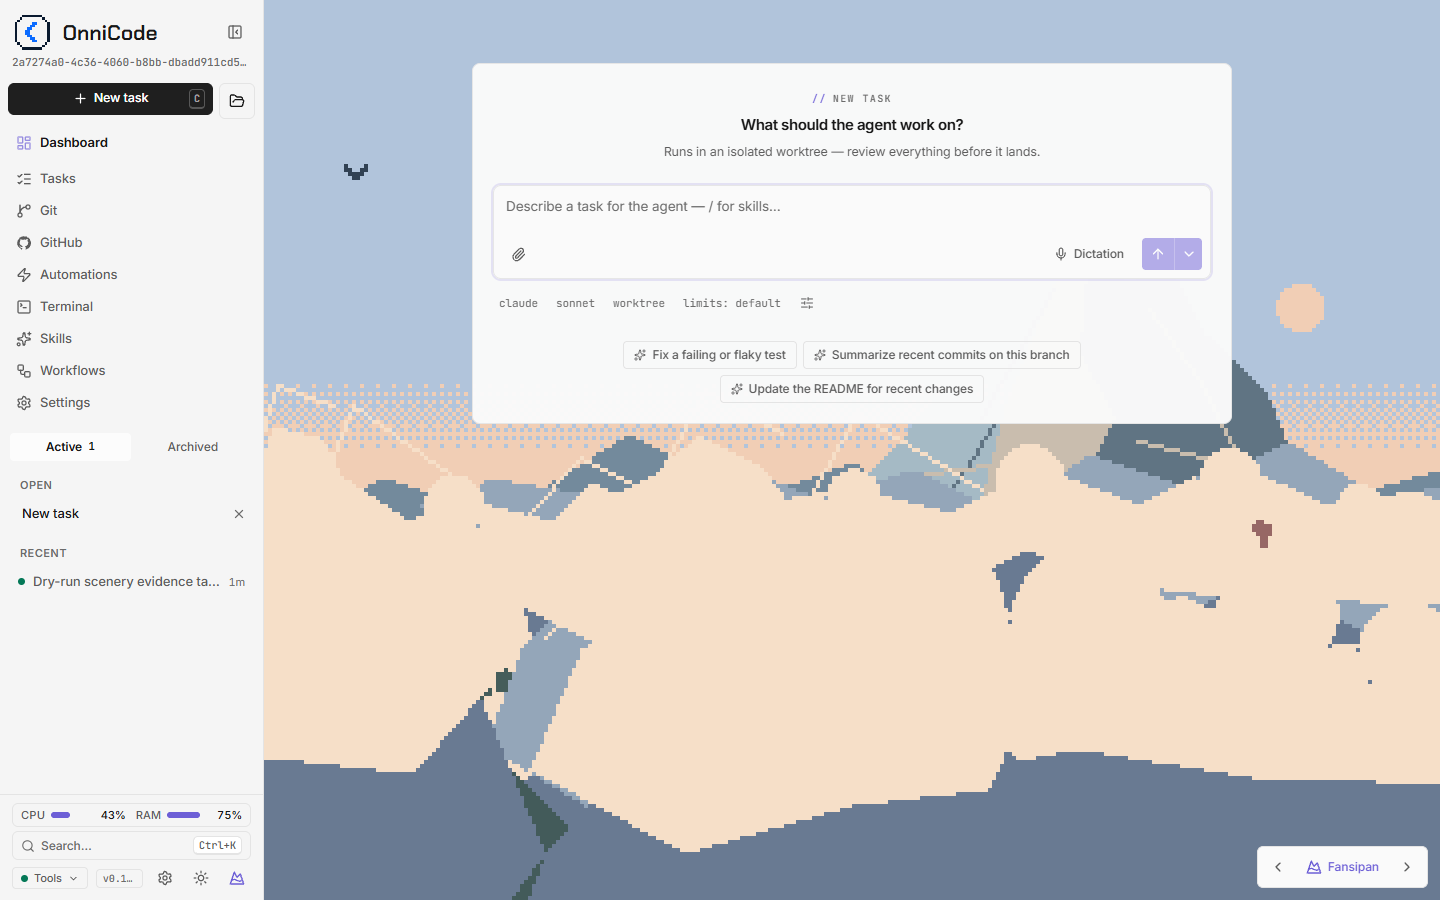 OnniCode
2a7274a0-4c36-4060-b8bb-dbadd911cd5…
New task C
Dashboard
Tasks
Git
GitHub
Automations
Terminal
Skills
Workflows
Settings
Active 1 Archived
OPEN
New task
RECENT
Dry-run scenery evidence ta… 1m
CPU 43% RAM 75%
Search... Ctrl+K
Tools v0.1…
// NEW TASK
What should the agent work on?
Runs in an isolated worktree — review everything before it lands.
Describe a task for the agent — / for skills...
Dictation
claude sonnet worktree limits: default
Fix a failing or flaky test Summarize recent commits on this branch
Update the README for recent changes
Fansipan